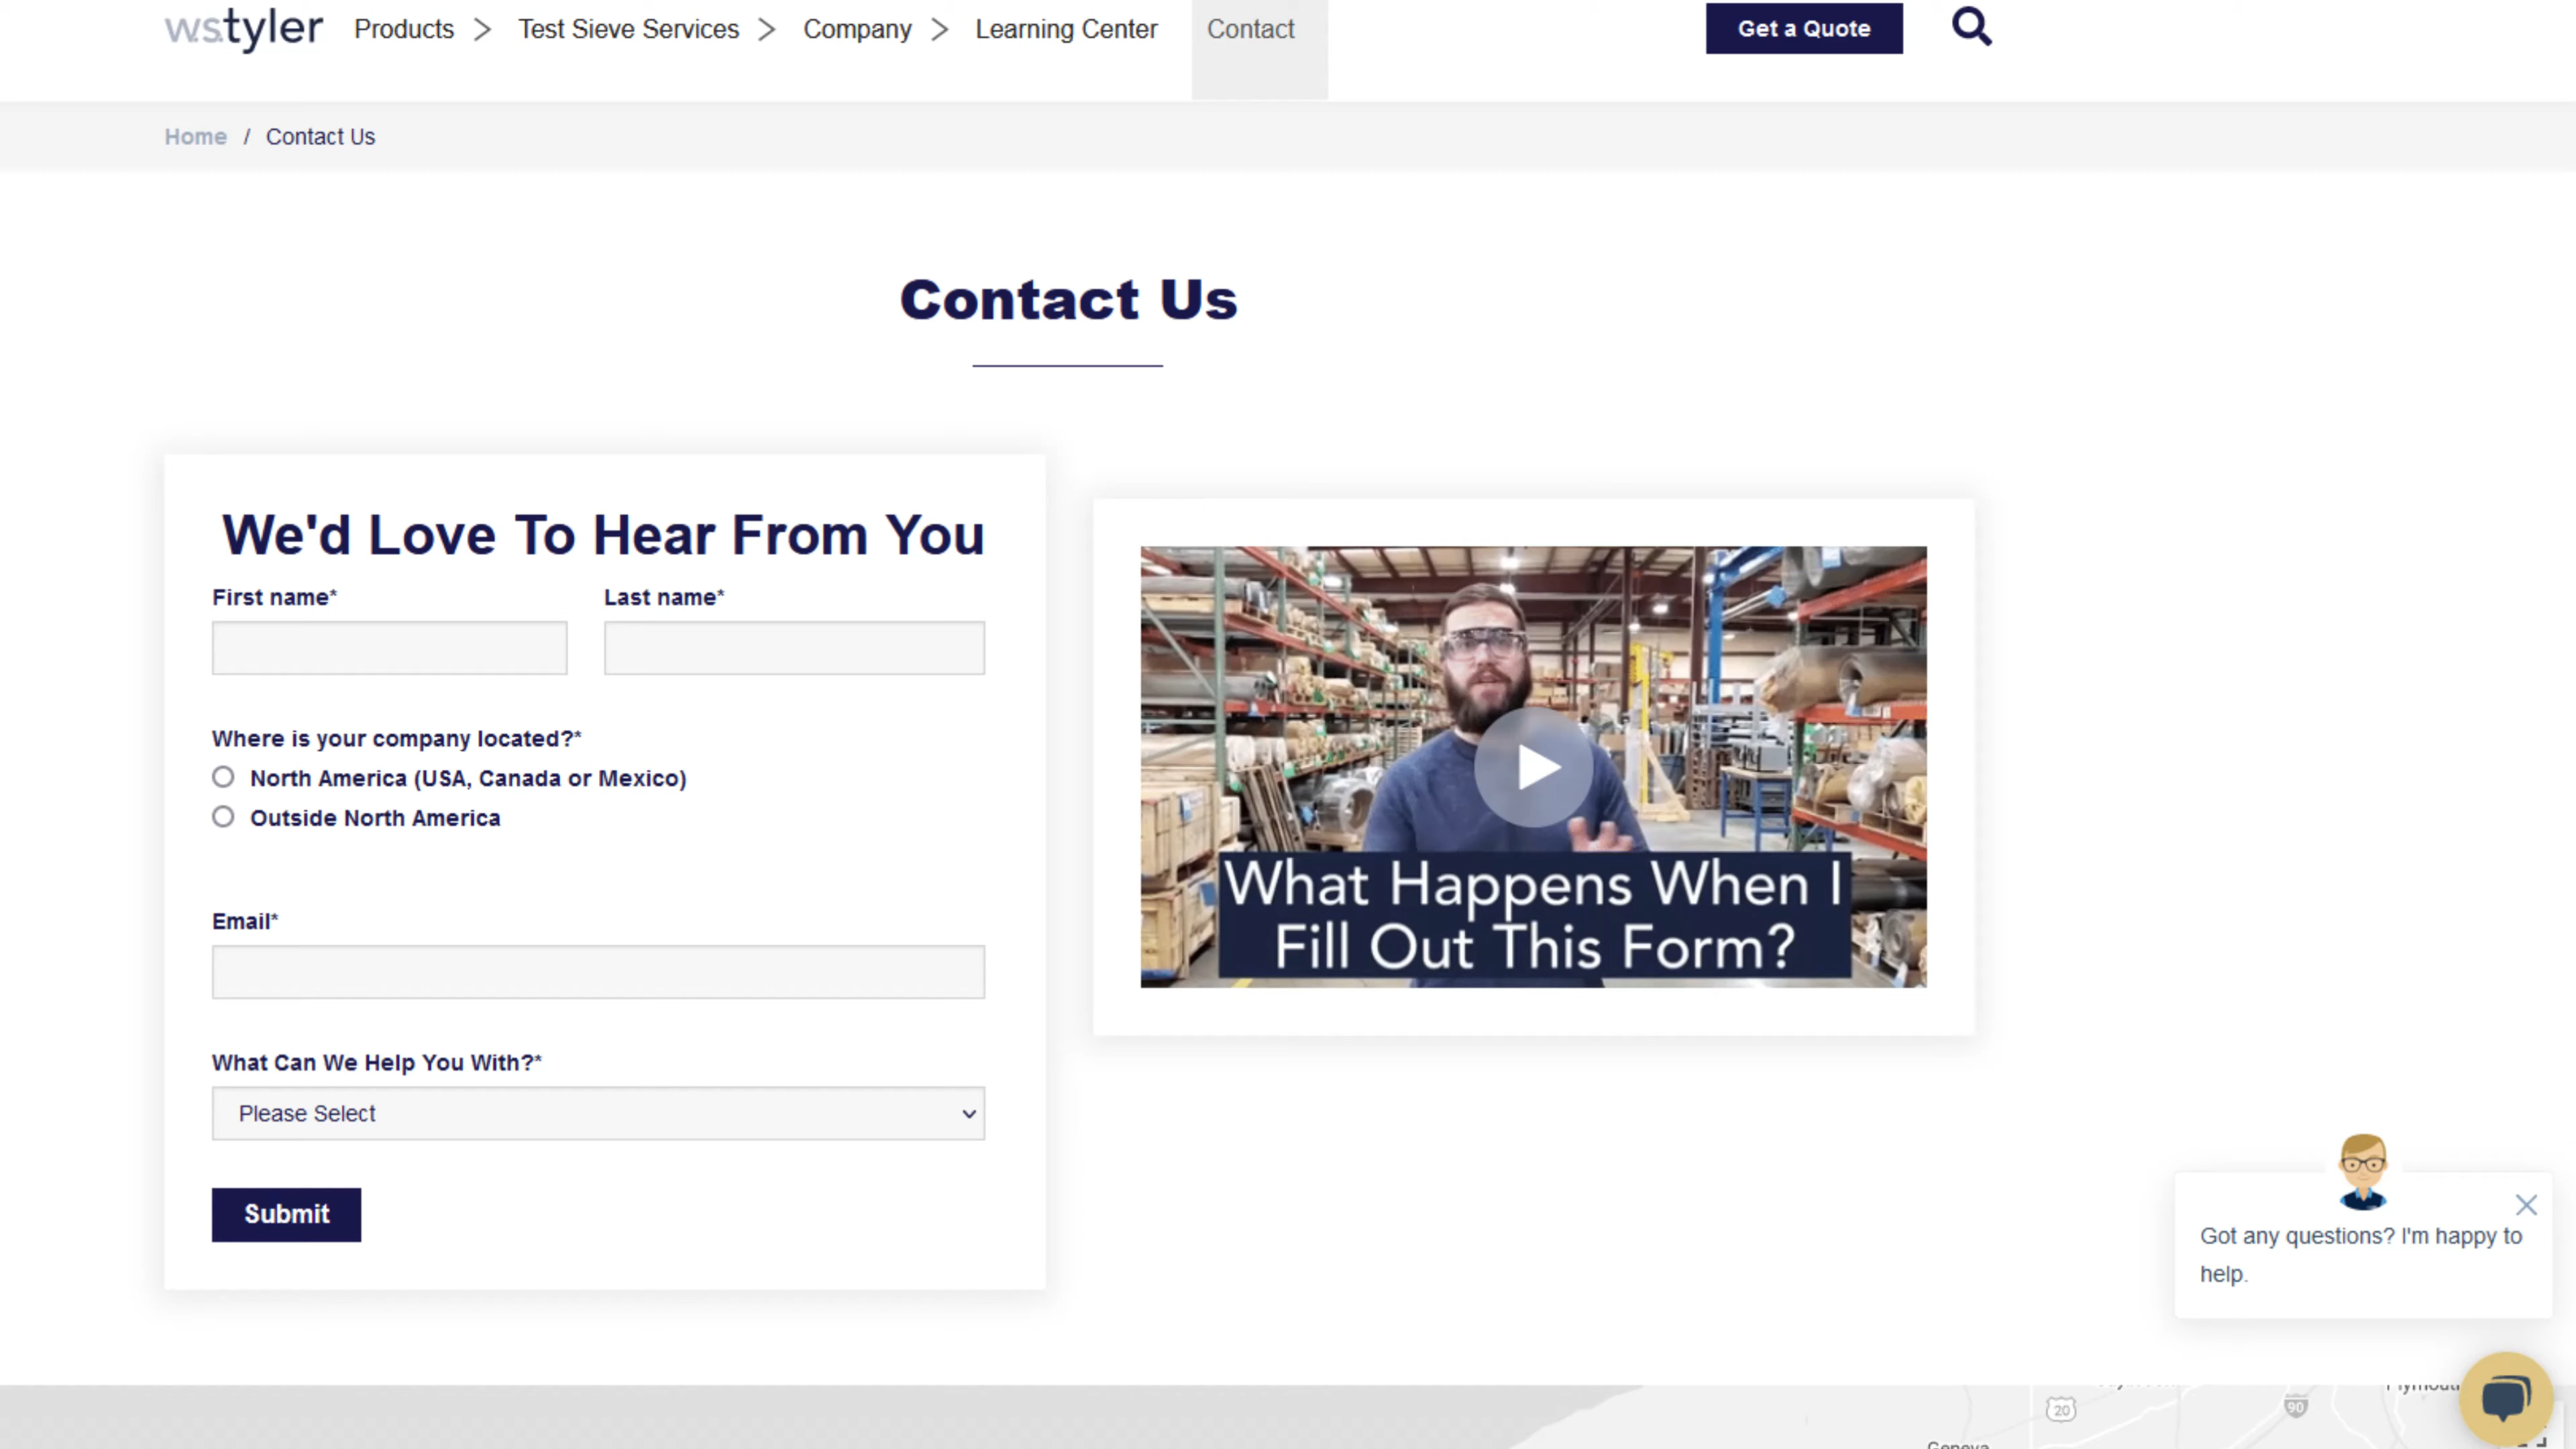 w.s.tyler Products Test Sieve Services Company Learning Center Contact Get a Quote
Home / Contact Us
Contact Us
We'd Love To Hear From You
First name* Last name*
Where is your company located?*
North America (USA, Canada or Mexico)
Outside North America
Email*
What Can We Help You With?*
Please Select
Submit
What Happens When I
Fill Out This Form?
Got any questions? I'm happy to
help.
20
90
Geneva